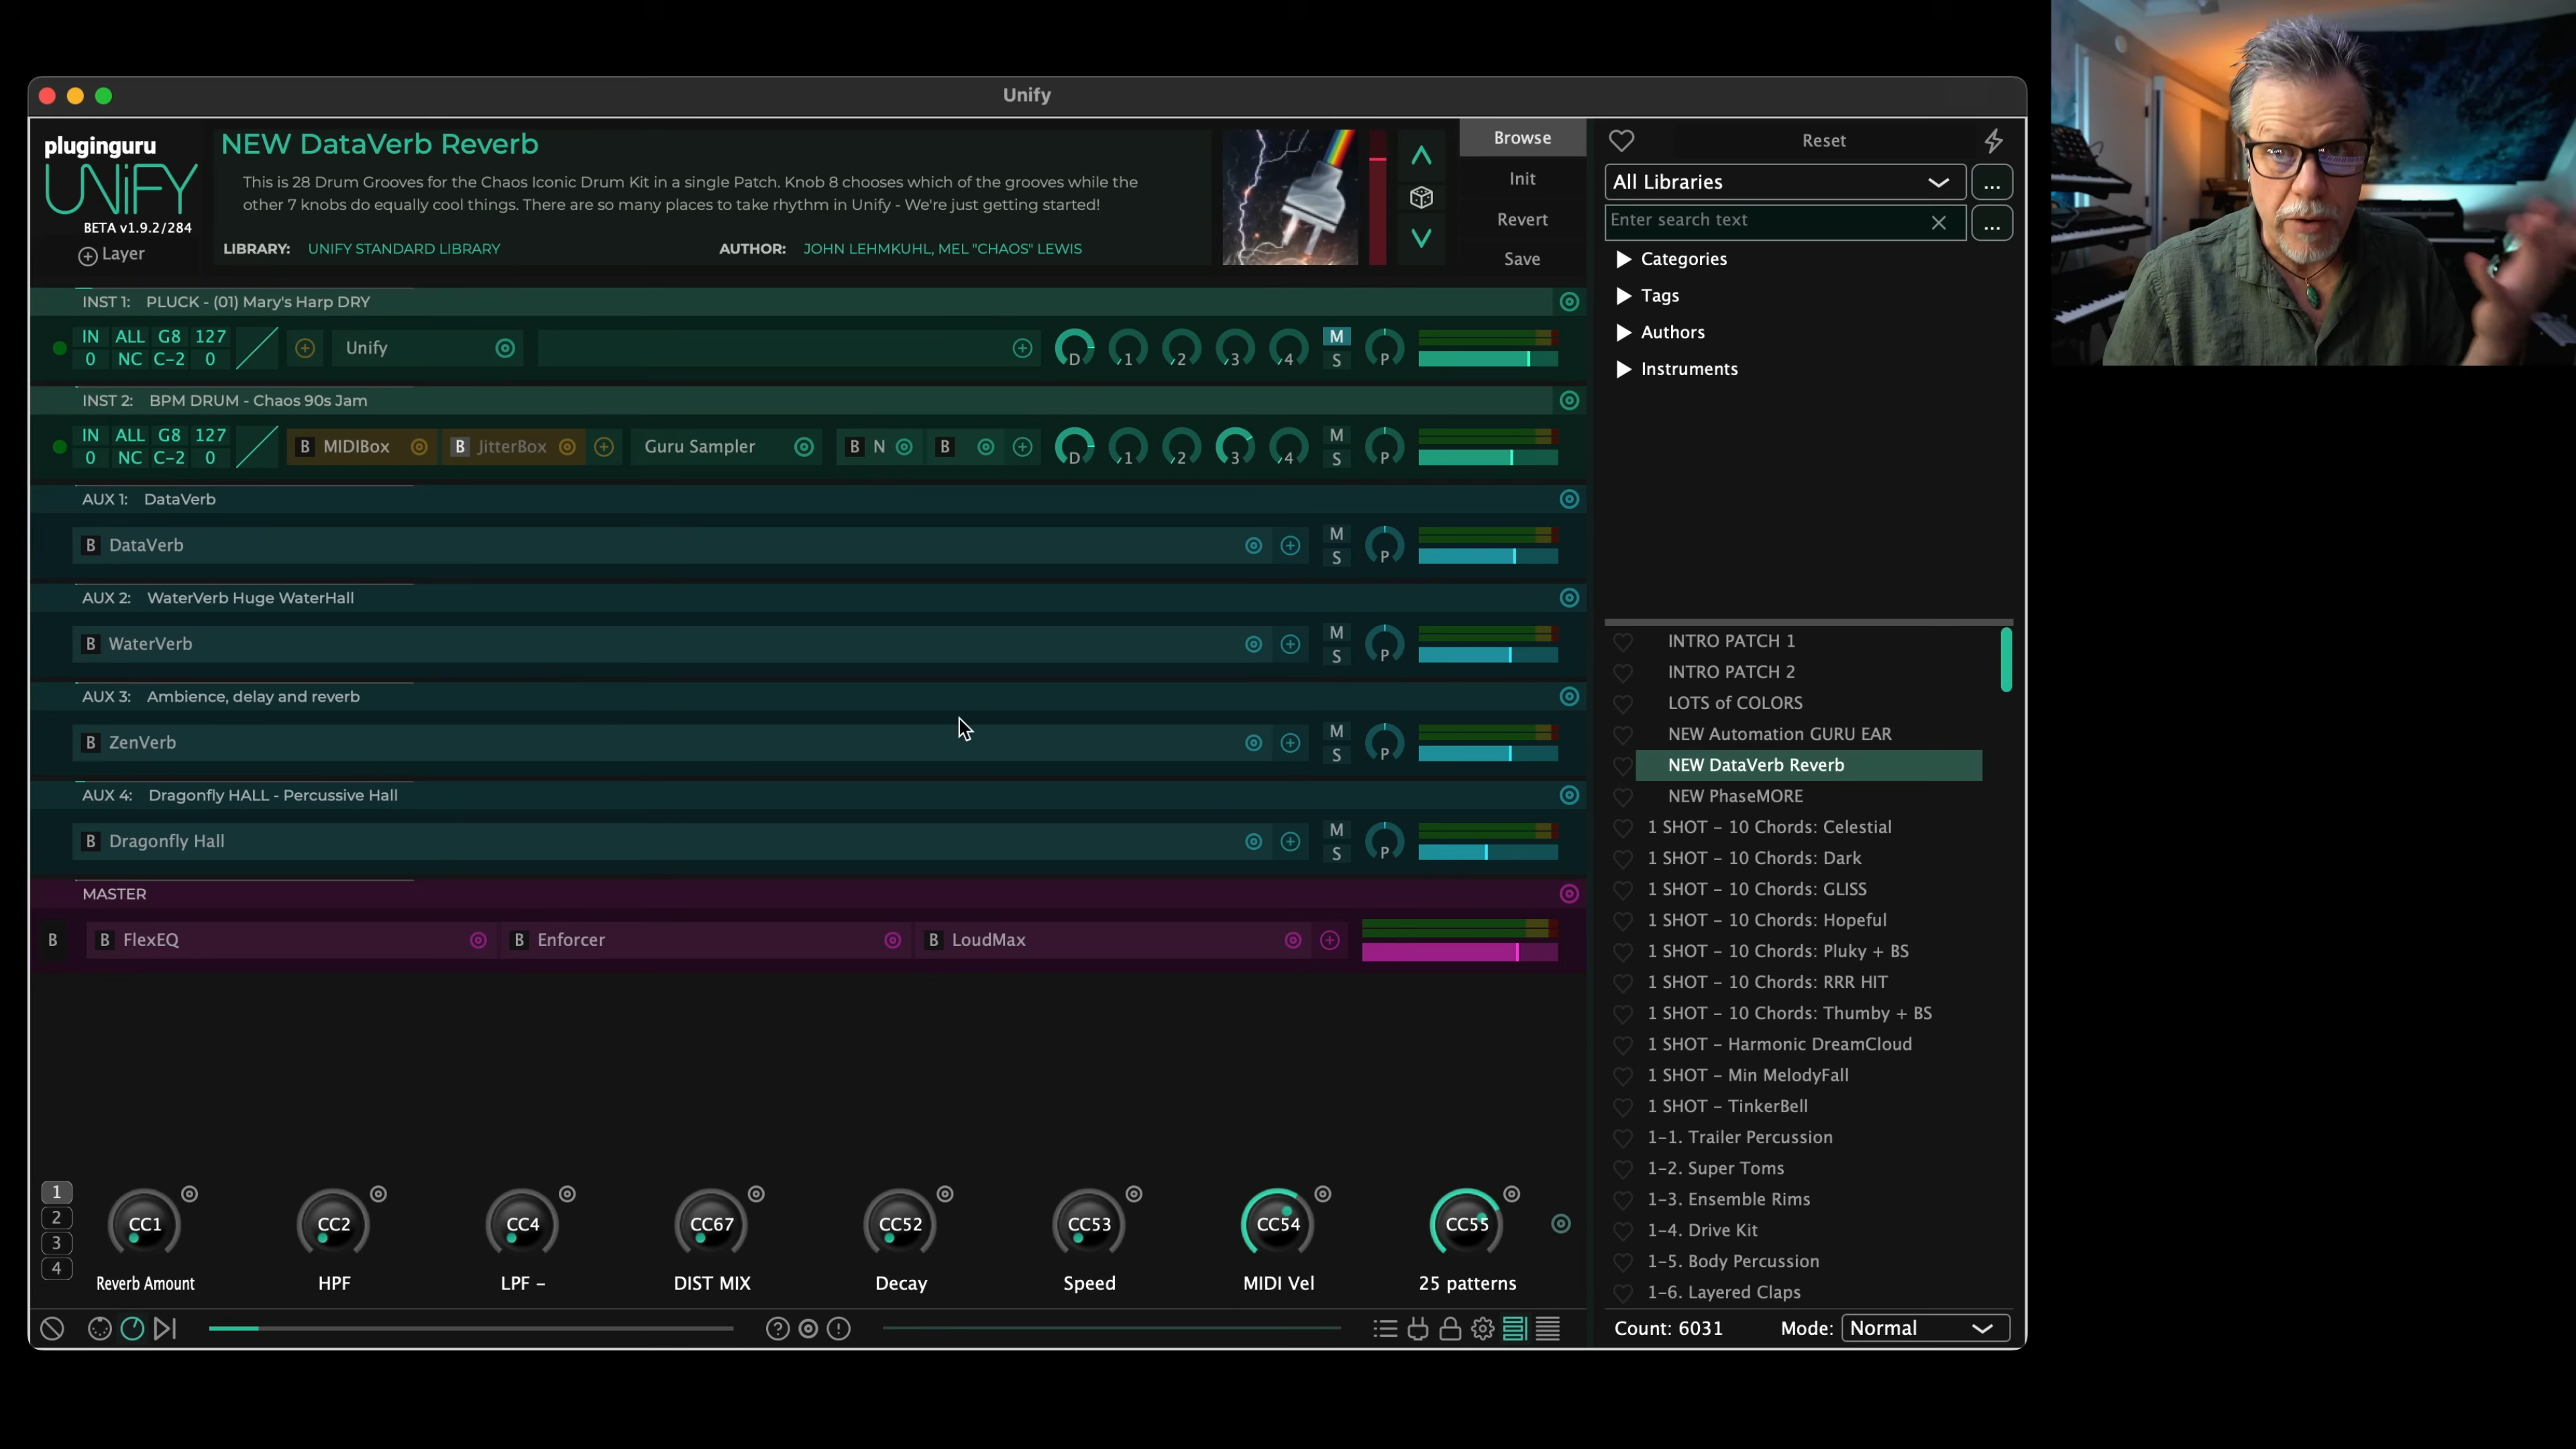 Unify
pluginguru
UNiFY
BETA v1.9.2/284
Layer
NEW DataVerb Reverb
This is 28 Drum Grooves for the Chaos Iconic Drum Kit in a single Patch. Knob 8 chooses which of the grooves while the
other 7 knobs do equally cool things. There are so many places to take rhythm in Unify - We're just getting started!
LIBRARY: UNIFY STANDARD LIBRARY AUTHOR: JOHN LEHMKUHL, MEL "CHAOS" LEWIS
Browse
Init
Revert
Save
INST 1: PLUCK - (01) Mary's Harp DRY
IN ALL G8 127
0 NC C-2 0
Unify
D 1 2 3 4 M S P
INST 2: BPM DRUM - Chaos 90s Jam
IN ALL G8 127
0 NC C-2 0
B MIDIBox B JitterBox Guru Sampler B N B
D 1 2 3 4 M S P
AUX 1: DataVerb
B DataVerb M S P
AUX 2: WaterVerb Huge WaterHall
B WaterVerb M S P
AUX 3: Ambience, delay and reverb
B ZenVerb M S P
AUX 4: Dragonfly HALL - Percussive Hall
B Dragonfly Hall M S P
MASTER
B B FlexEQ B Enforcer B LoudMax
1
2
3
4
CC1 CC2 CC4 CC67 CC52 CC53 CC54 CC55
Reverb Amount HPF LPF - DIST MIX Decay Speed MIDI Vel 25 patterns
Reset
All Libraries ...
Enter search text ...
Categories
Tags
Authors
Instruments
INTRO PATCH 1
INTRO PATCH 2
LOTS of COLORS
NEW Automation GURU EAR
NEW DataVerb Reverb
NEW PhaseMORE
1 SHOT - 10 Chords: Celestial
1 SHOT - 10 Chords: Dark
1 SHOT - 10 Chords: GLISS
1 SHOT - 10 Chords: Hopeful
1 SHOT - 10 Chords: Pluky + BS
1 SHOT - 10 Chords: RRR HIT
1 SHOT - 10 Chords: Thumby + BS
1 SHOT - Harmonic DreamCloud
1 SHOT - Min MelodyFall
1 SHOT - TinkerBell
1-1. Trailer Percussion
1-2. Super Toms
1-3. Ensemble Rims
1-4. Drive Kit
1-5. Body Percussion
1-6. Layered Claps
Count: 6031 Mode: Normal